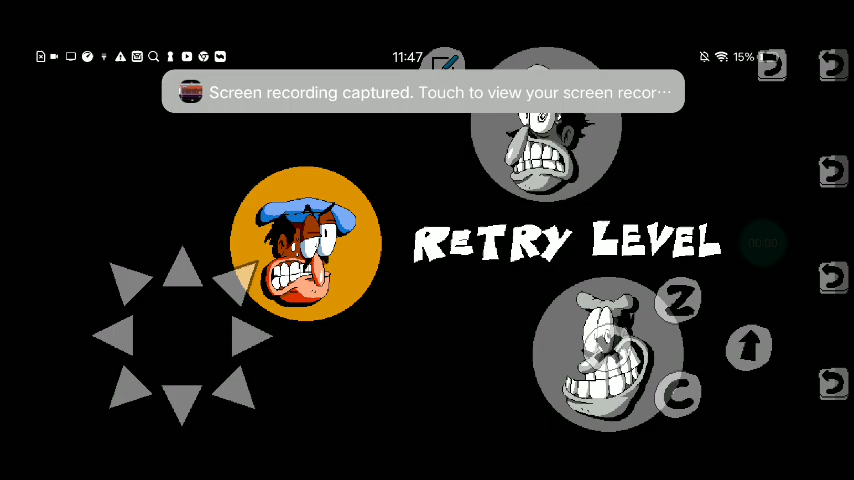 11:47
15%
Screen recording captured. Touch to view your screen recor···
RETRY LEVEL
00:00
Z
X
C